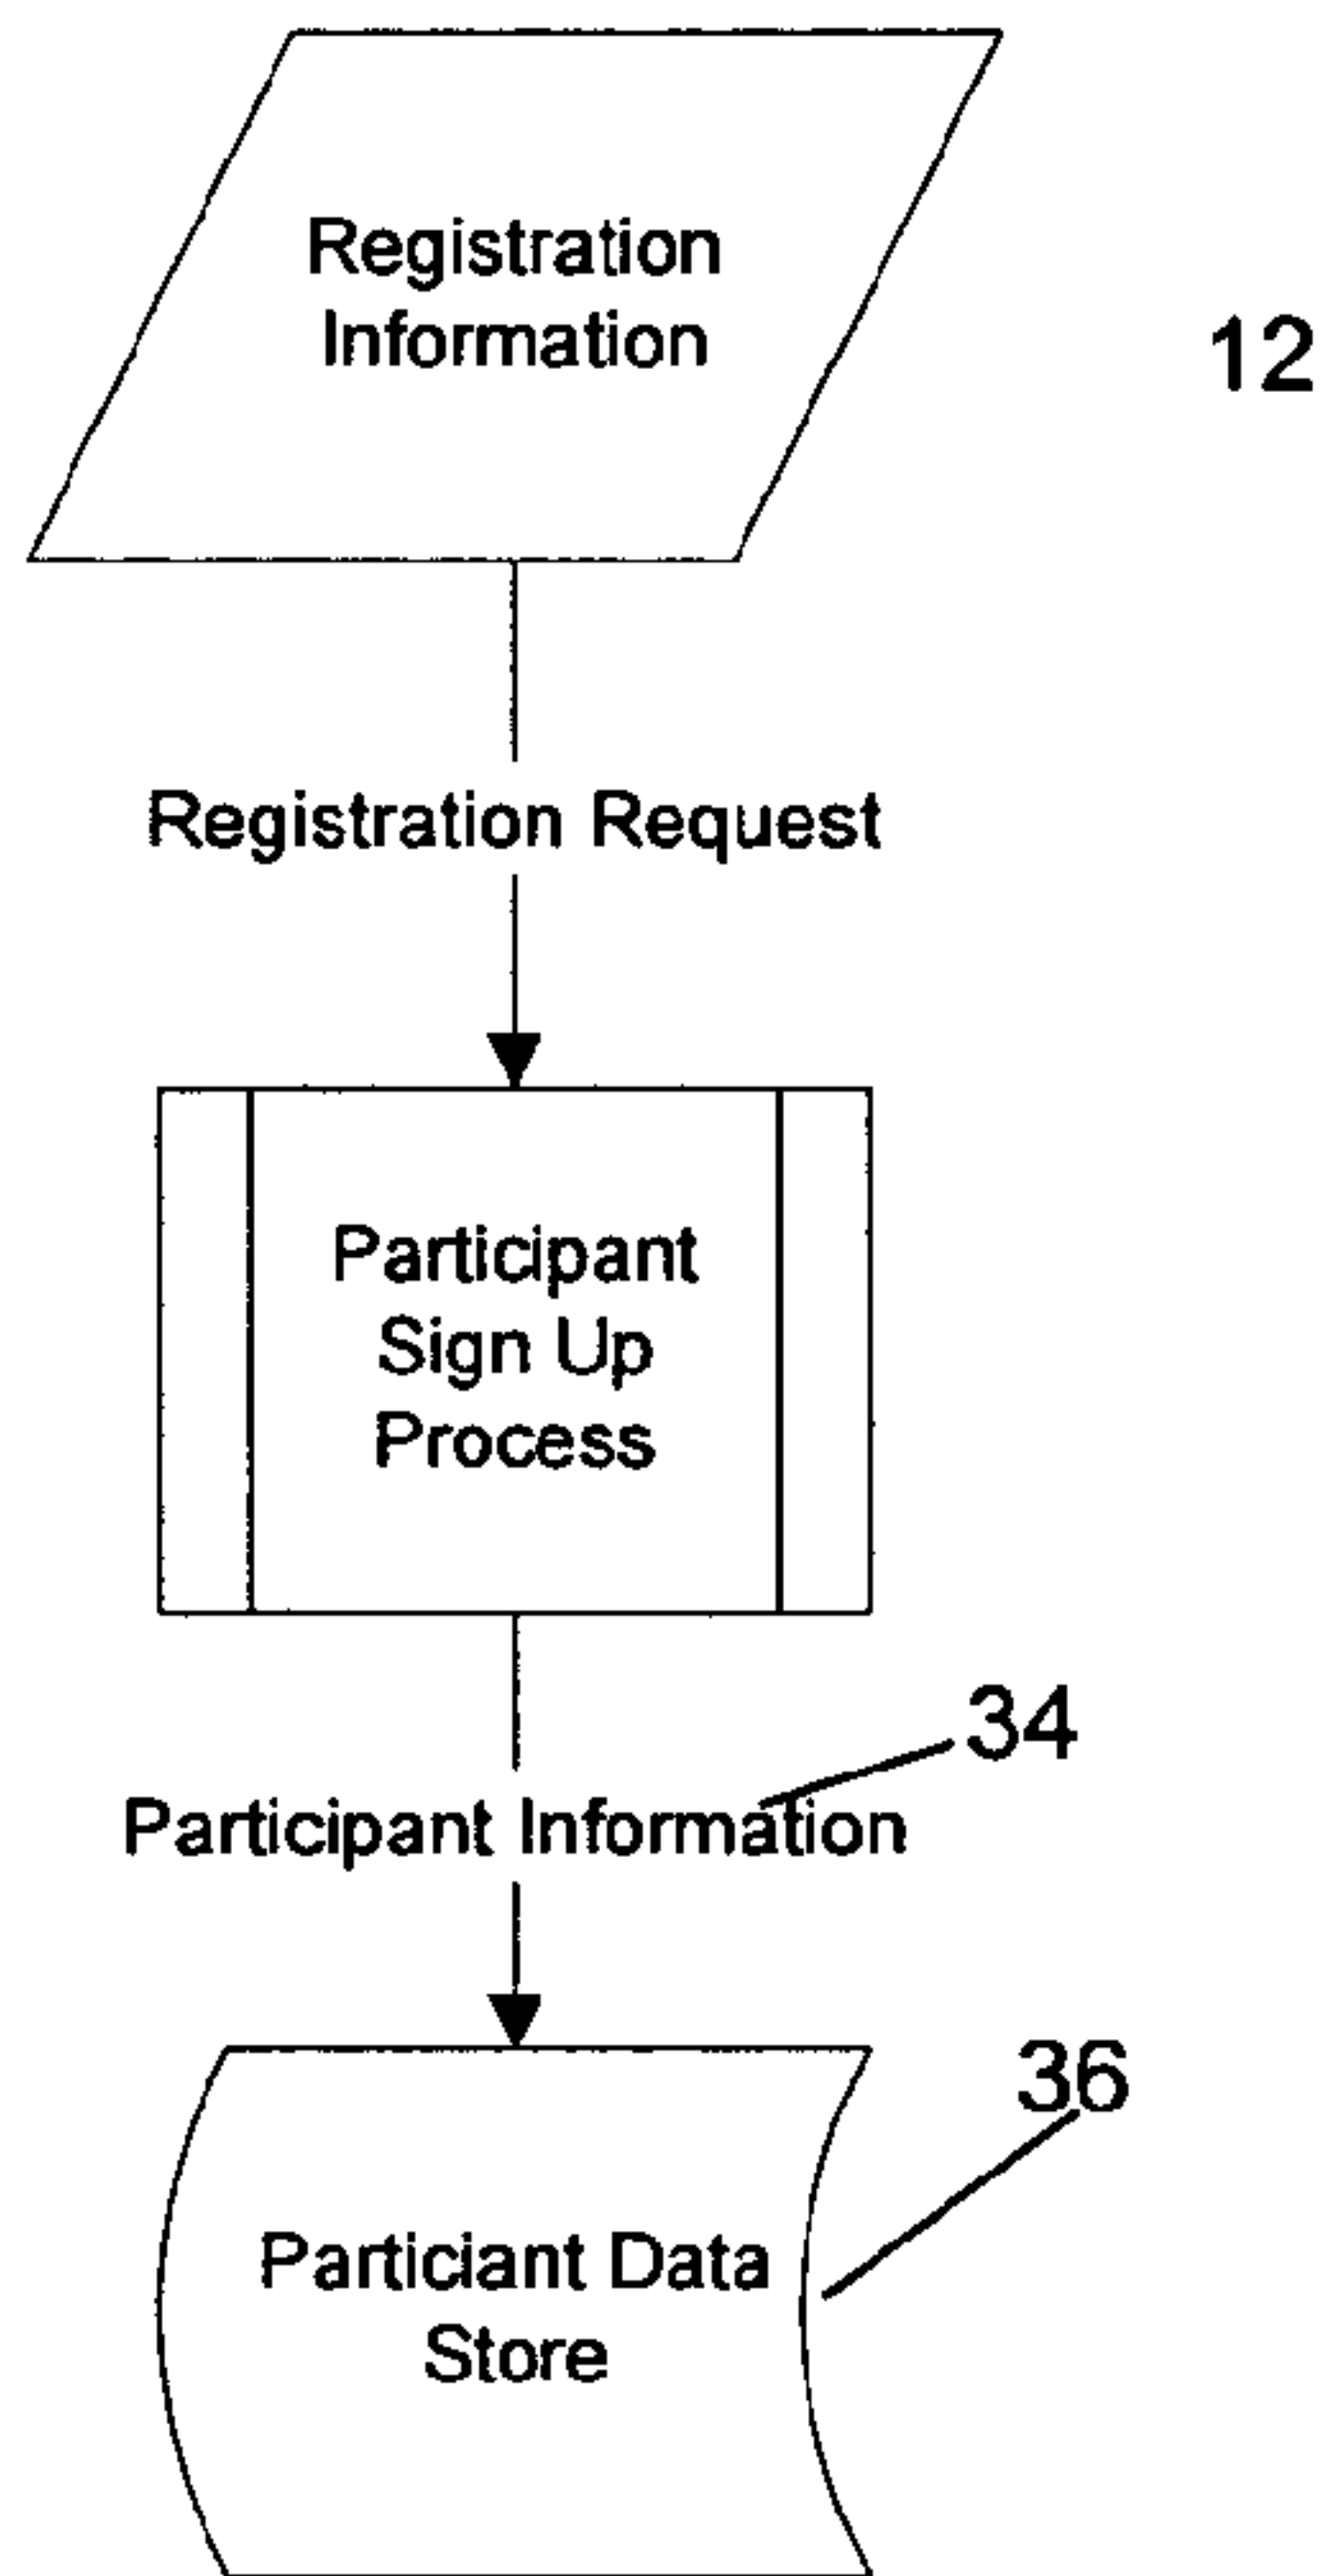 Registration
Information
12
Registration Request
Participant
Sign Up
Process
34
Participant Information
36
Particiant Data
Store